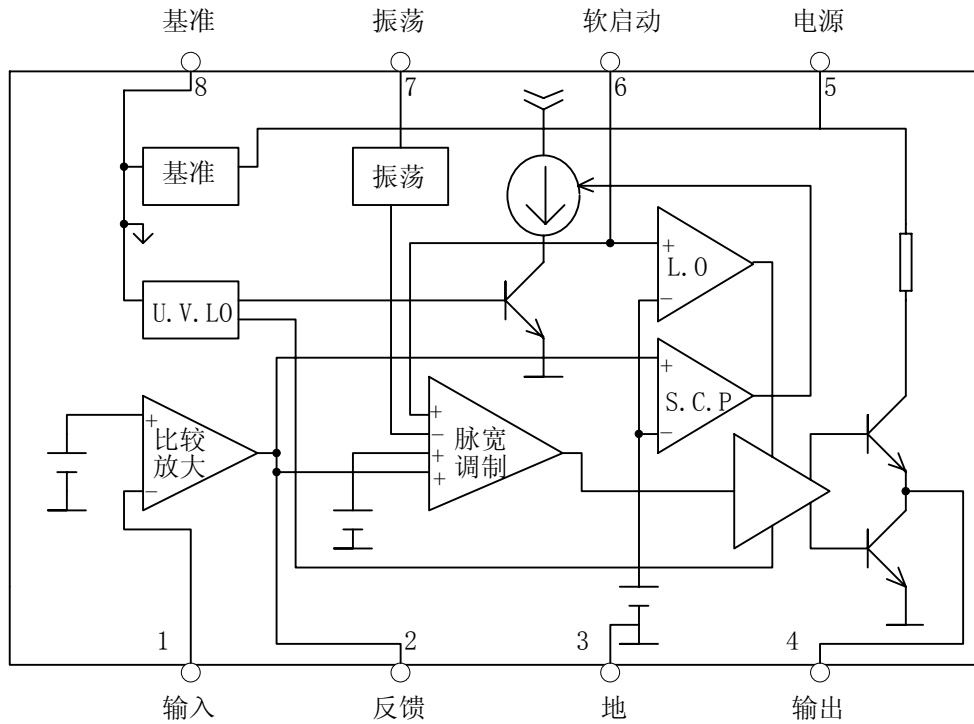 基准 振荡 软启动 电源
8 7 6 5
基准 振荡
+
L.O
−
U.V.LO
+
S.C.P
−
+
比较
放大
−
+
−
+
+
脉宽
调制
1 2 3 4
输入 反馈 地 输出